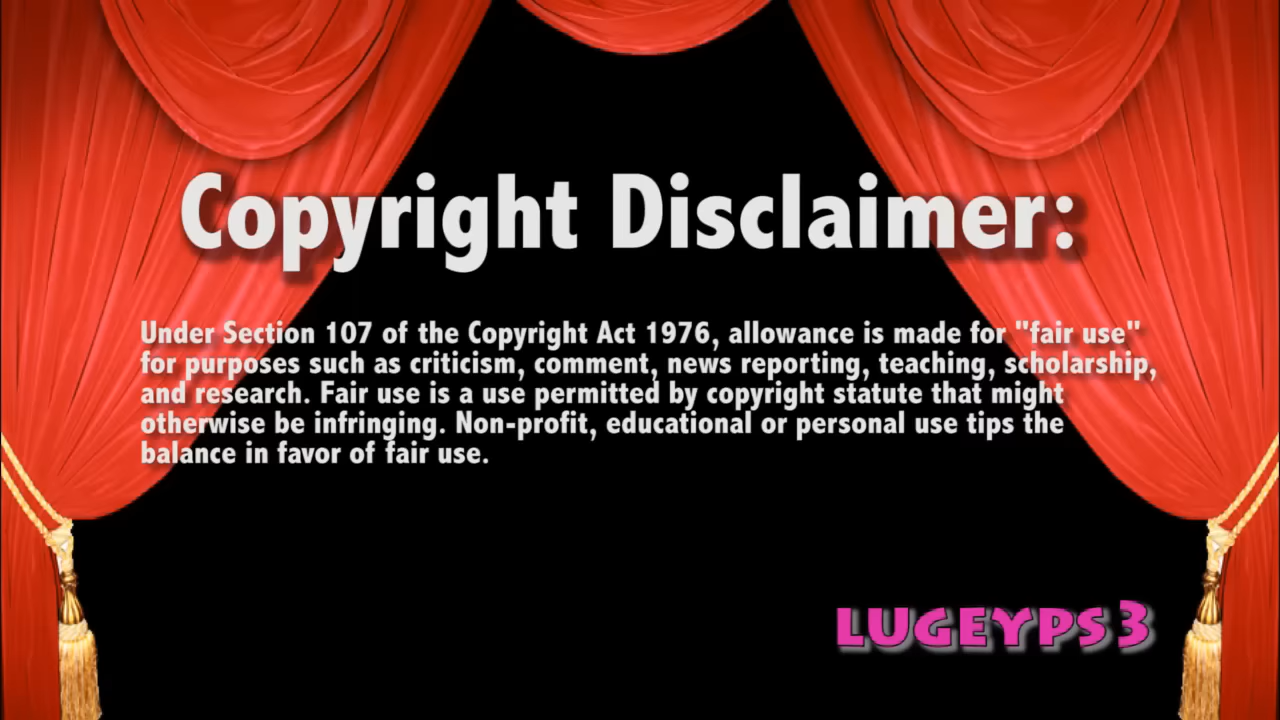 Copyright Disclaimer:
Under Section 107 of the Copyright Act 1976, allowance is made for "fair use"
for purposes such as criticism, comment, news reporting, teaching, scholarship,
and research. Fair use is a use permitted by copyright statute that might
otherwise be infringing. Non-profit, educational or personal use tips the
balance in favor of fair use.
LUGEYPS3